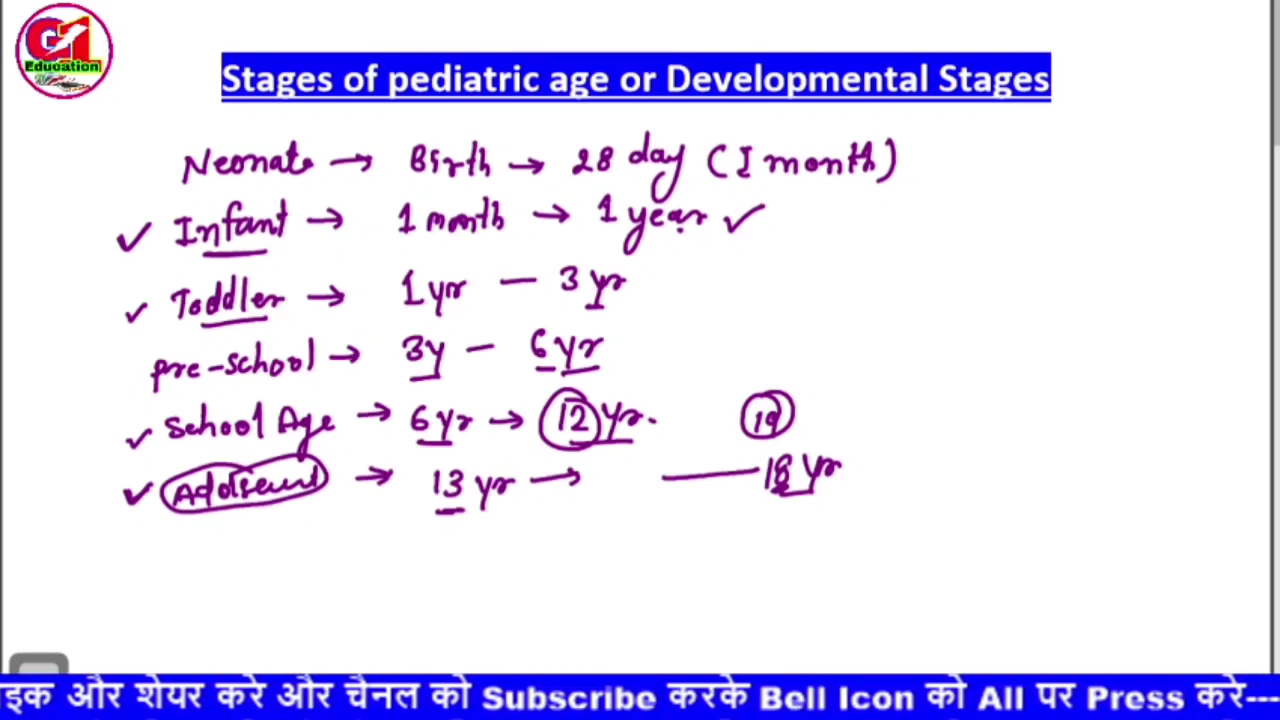 G1
Education
Stages of pediatric age or Developmental Stages
Neonate → Birth → 28 day (I month)
✓ Infant → 1 month → 1 year ✓
✓ Toddler → 1 yr — 3 yr
pre-school → 3y — 6 yr
✓ School Age → 6 yr → 12 yr. 19
✓ → 13 yr → — 18 yr
इक और शेयर करे और चैनल को Subscribe करके Bell Icon को All पर Press करे---